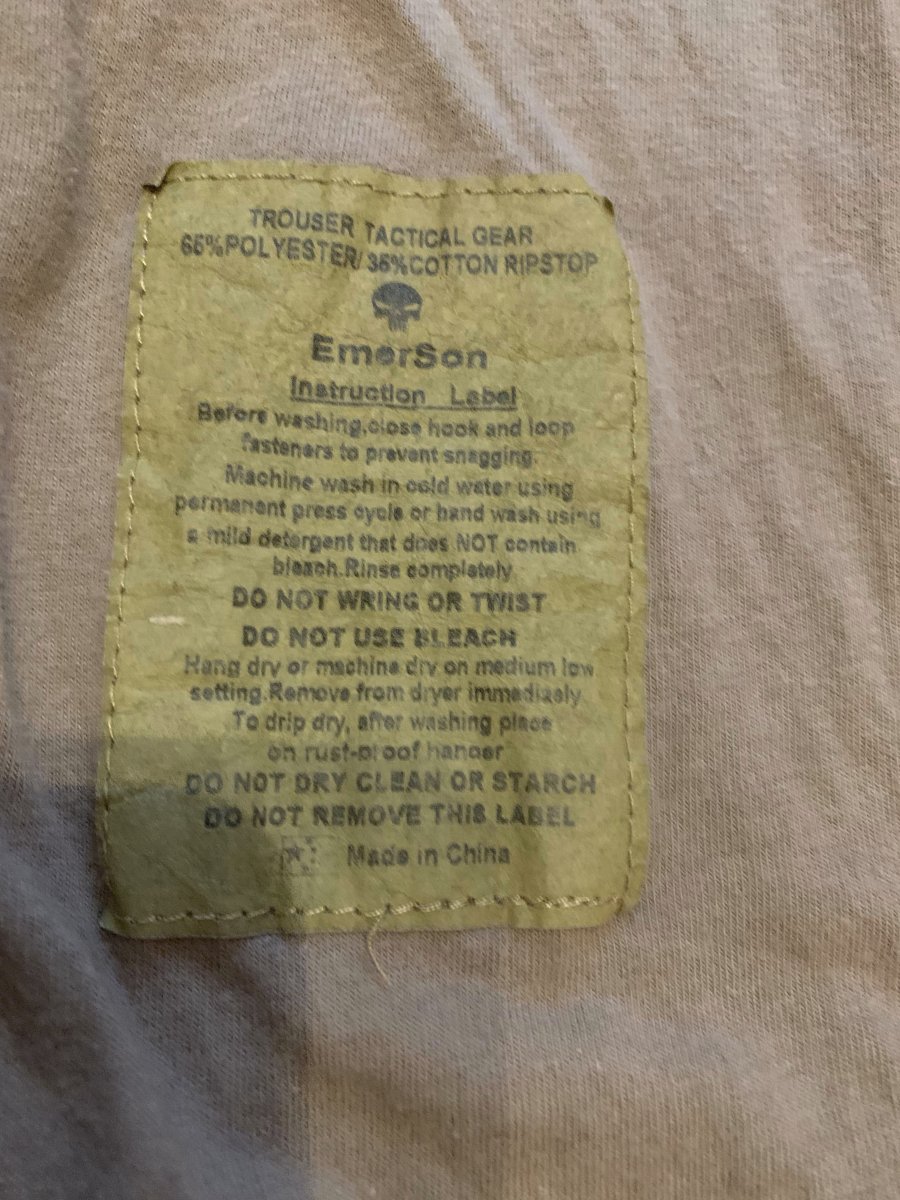 TROUSER TACTICAL GEAR
65%POLYESTER/35%COTTON RIPSTOP
EmerSon
Instruction Label
Before washing,close hook and loop
fasteners to prevent snagging.
Machine wash in cold water using
permanent press cycle or hand wash using
a mild detergent that does NOT contain
bleach.Rinse completely
DO NOT WRING OR TWIST
DO NOT USE BLEACH
Hang dry or machine dry on medium low
setting.Remove from dryer immediately
To drip dry, after washing place
on rust-proof hanger
DO NOT DRY CLEAN OR STARCH
DO NOT REMOVE THIS LABEL
Made in China